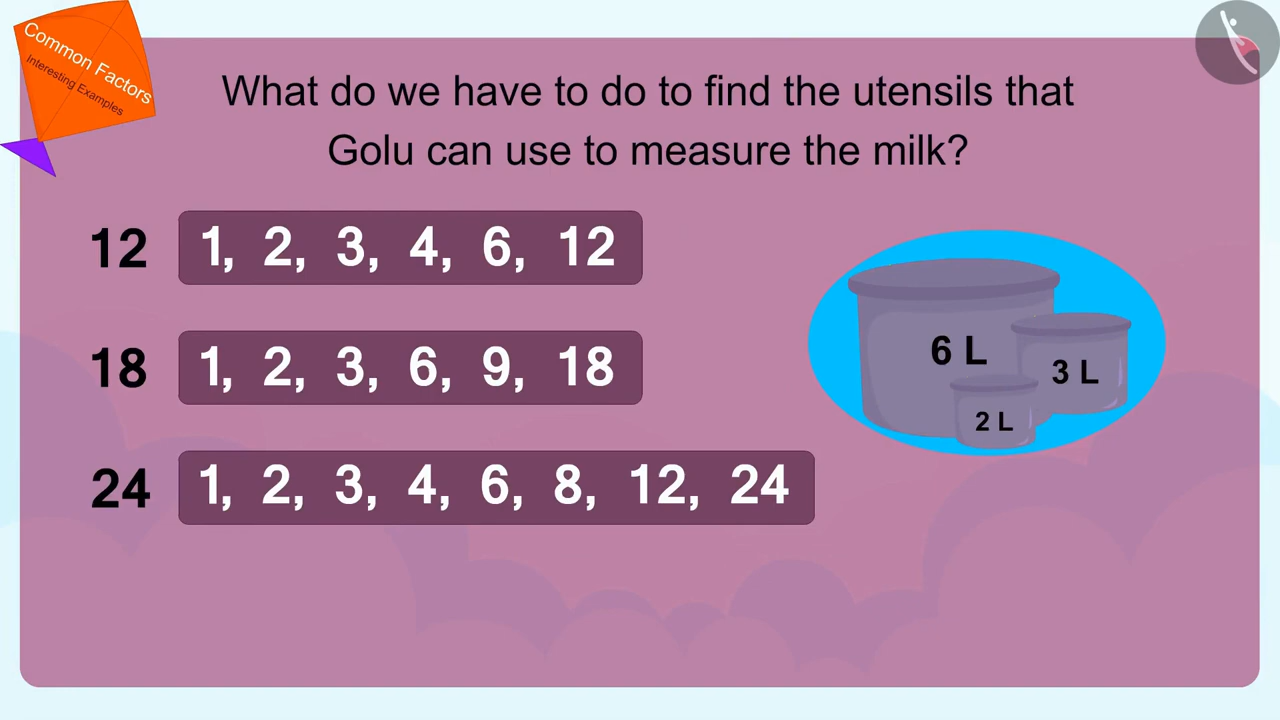 Common Factors
Interesting Examples
What do we have to do to find the utensils that
Golu can use to measure the milk?
12 1, 2, 3, 4, 6, 12
18 1, 2, 3, 6, 9, 18
24 1, 2, 3, 4, 6, 8, 12, 24
6 L
3 L
2 L